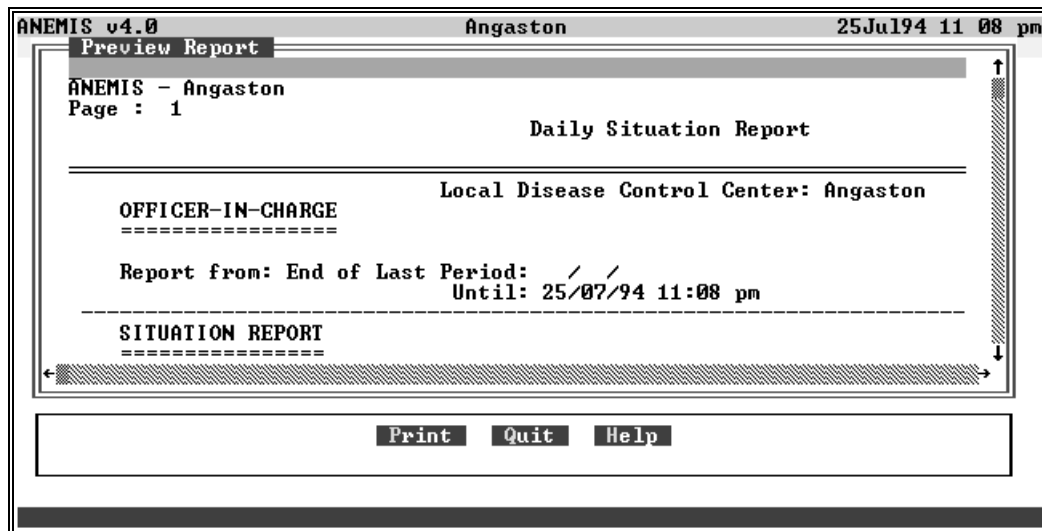 ANEMIS v4.0 Angaston 25Jul94 11 08 pm
Preview Report
ANEMIS - Angaston
Page : 1
Daily Situation Report
Local Disease Control Center: Angaston
OFFICER-IN-CHARGE
=================
Report from: End of Last Period: / /
Until: 25/07/94 11:08 pm
SITUATION REPORT
================
Print Quit Help